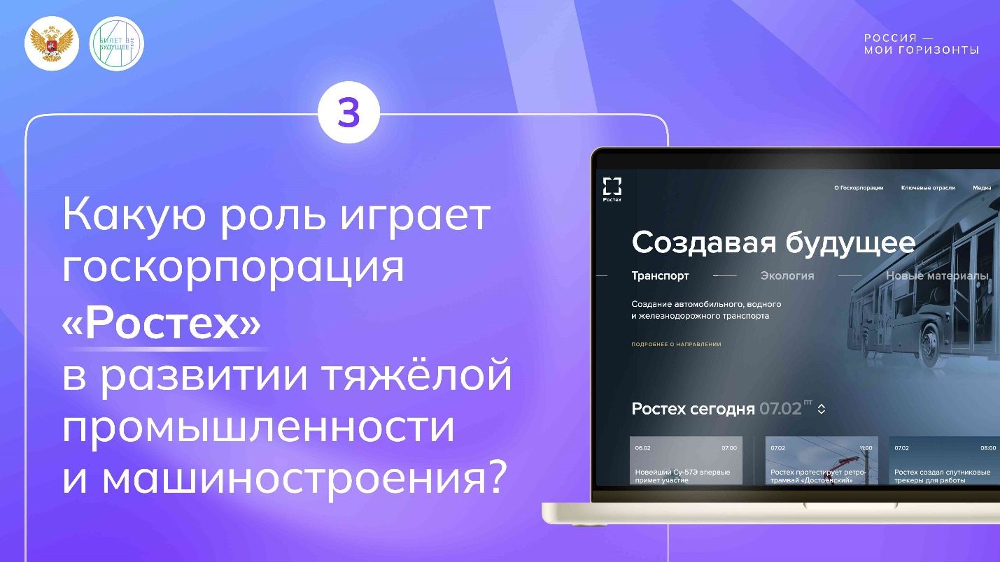 БИЛЕТ В
БУДУЩЕЕ
ТВОЁ
РОССИЯ —
МОИ ГОРИЗОНТЫ
3
Какую роль играет
госкорпорация
«Ростех»
в развитии тяжёлой
промышленности
и машиностроения?
Ростех
О Госкорпорации Ключевые отрасли Медиа
Создавая будущее
Транспорт Экология Новые материалы
Создание автомобильного, водного
и железнодорожного транспорта
ПОДРОБНЕЕ О НАПРАВЛЕНИИ
Ростех сегодня 07.02 ПТ
06.02 07:00
Новейший Су-57Э впервые
примет участие
07.02 11:00
Ростех протестирует ретро-
трамвай «Достоевский»
07.02 08:00
Ростех создал спутниковые
трекеры для работы